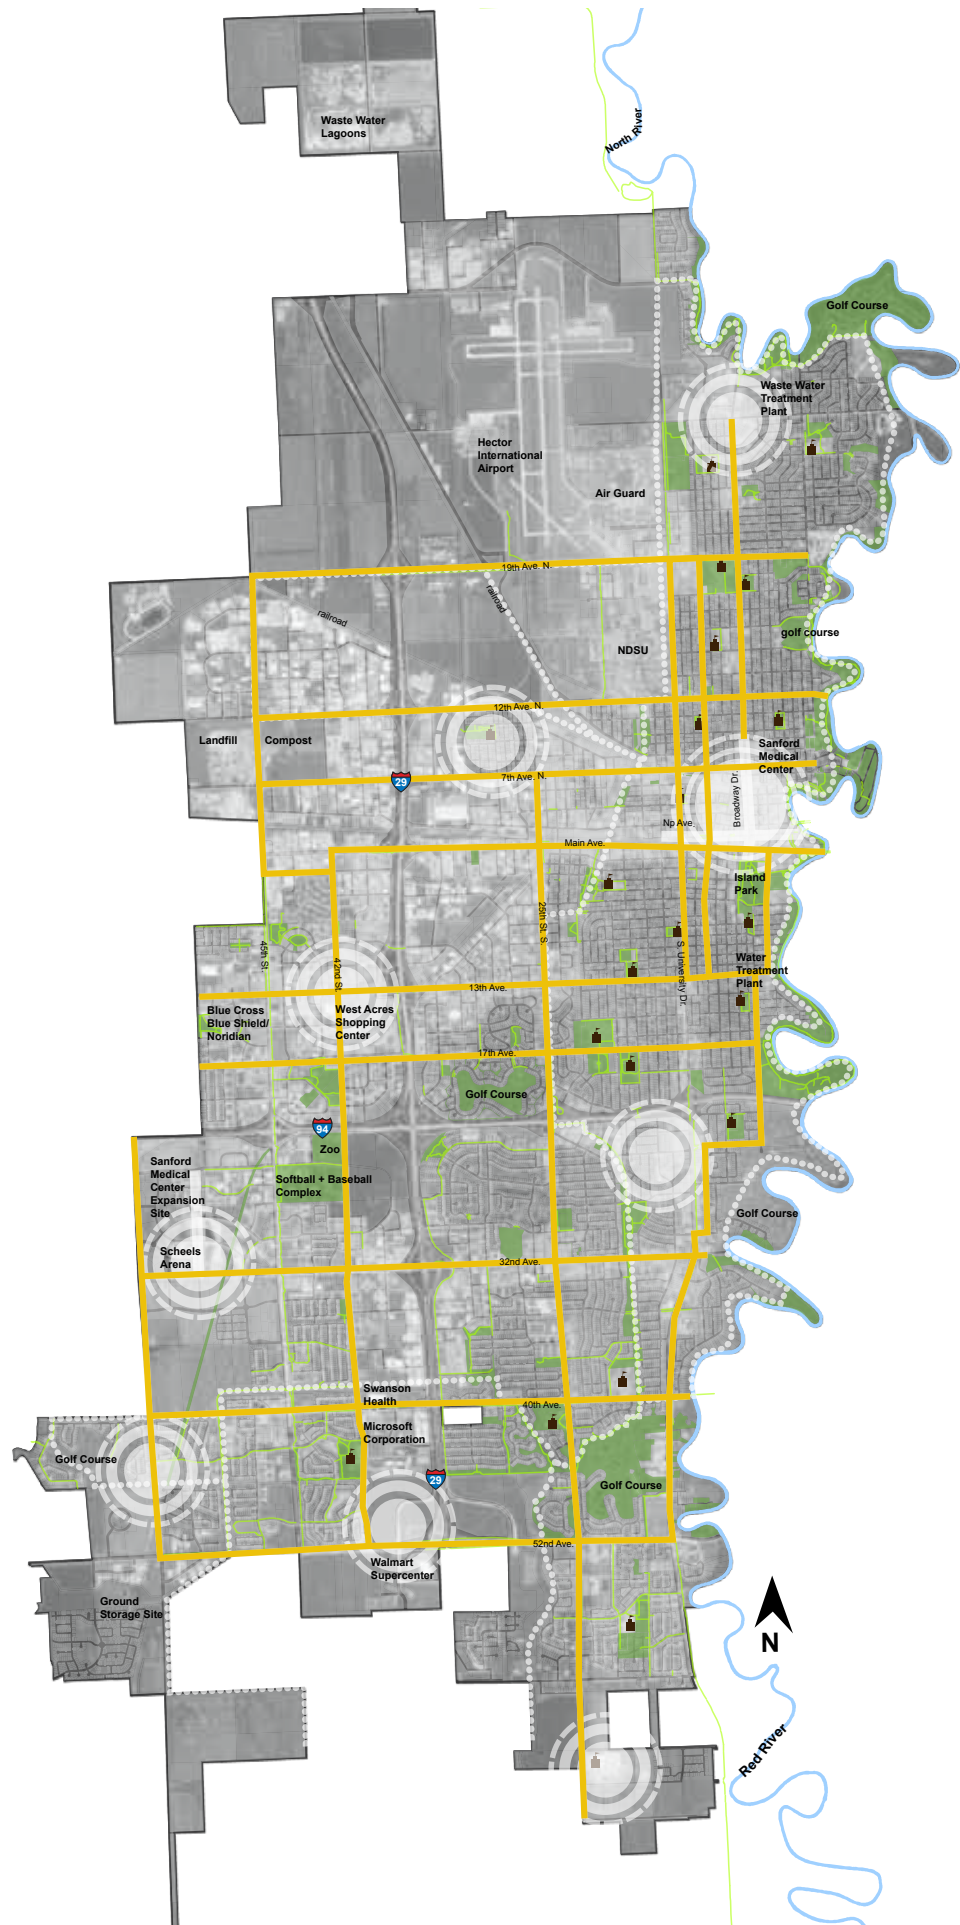 Waste Water
Lagoons
North River
Golf Course
Waste Water
Treatment
Plant
Hector
International
Airport
Air Guard
19th Ave. N.
railroad
railroad
golf course
NDSU
12th Ave. N.
Landfill
Compost
Sanford
Medical
Center
29
7th Ave. N.
Broadway Dr.
Np Ave.
Main Ave.
Island
Park
25th St. S.
45th St.
42nd St.
S. University Dr.
Water
Treatment
Plant
13th Ave.
Blue Cross
Blue Shield/
Noridian
West Acres
Shopping
Center
17th Ave.
Golf Course
94
Zoo
Sanford
Medical
Center
Expansion
Site
Softball + Baseball
Complex
Golf Course
Scheels
Arena
32nd Ave.
Swanson
Health
40th Ave.
Microsoft
Corporation
Golf Course
29
Golf Course
52nd Ave.
Walmart
Supercenter
Ground
Storage Site
N
Red River